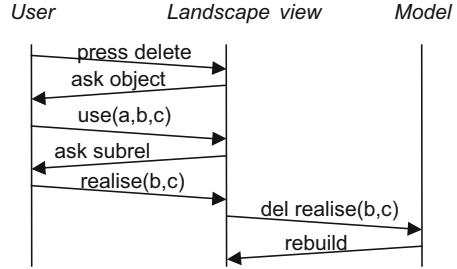 User Landscape view Model
press delete
ask object
use(a,b,c)
ask subrel
realise(b,c)
del realise(b,c)
rebuild